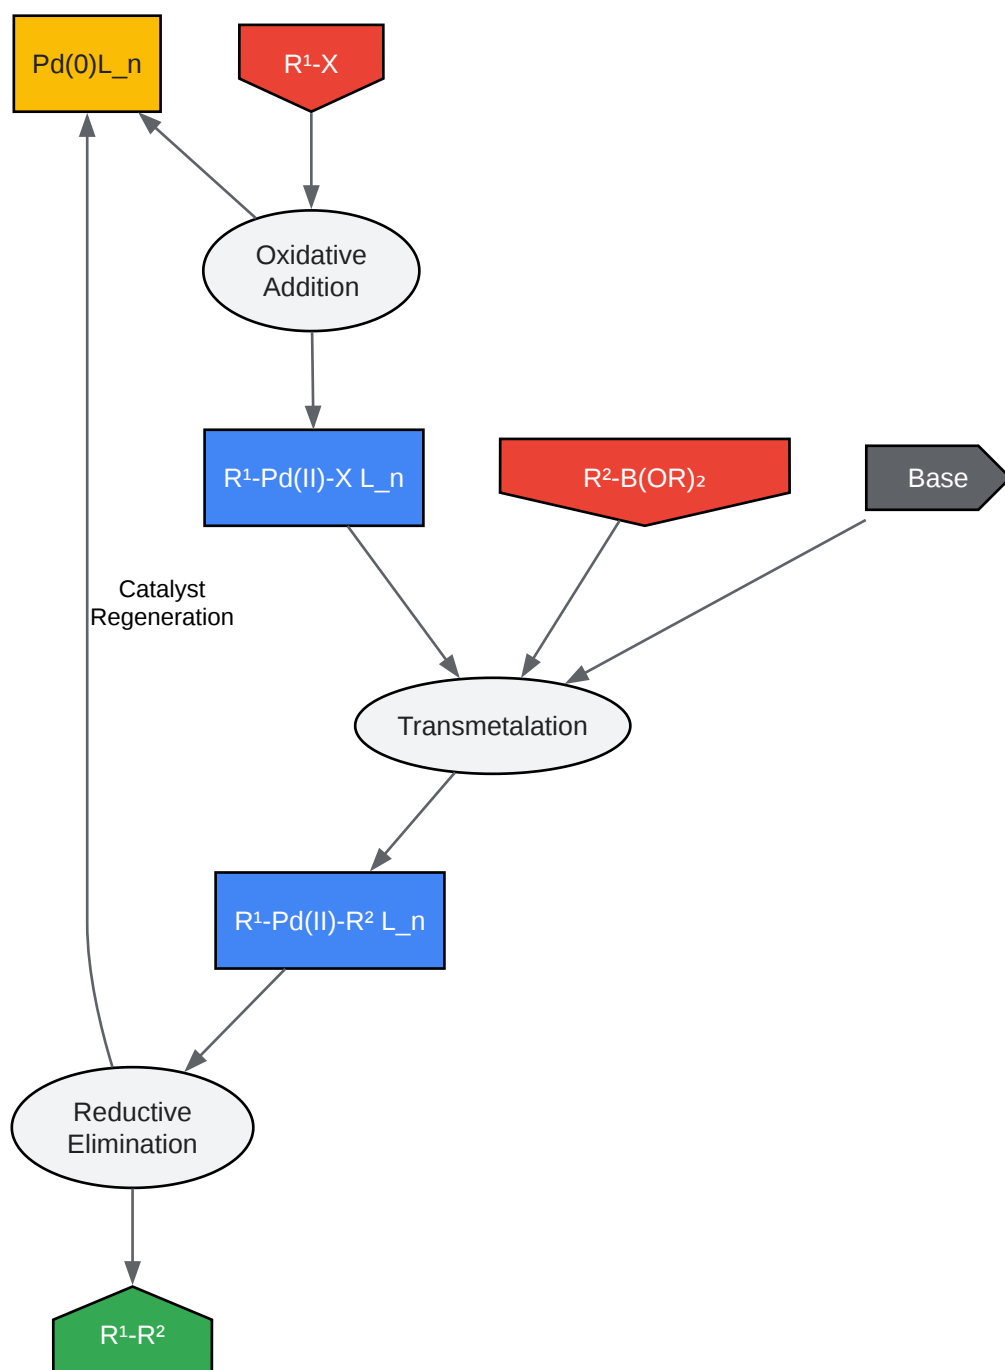 Pd(0)L_n
R¹-X
Oxidative
Addition
R¹-Pd(II)-X L_n
R²-B(OR)₂
Base
Catalyst
Regeneration
Transmetalation
R¹-Pd(II)-R² L_n
Reductive
Elimination
R¹-R²